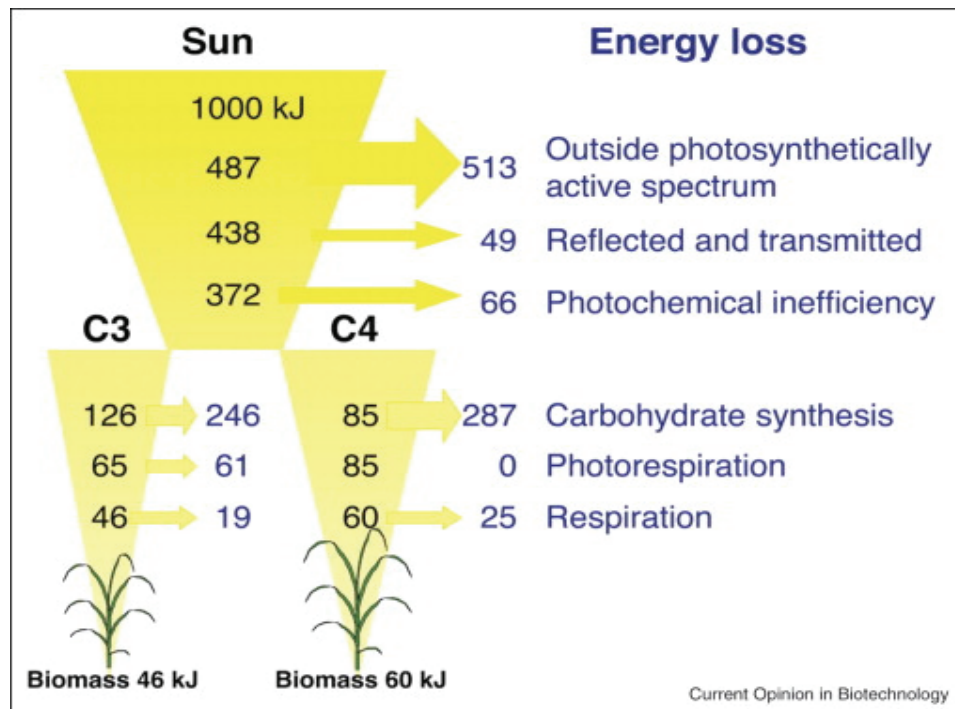 Sun Energy loss
1000 kJ
487 513 Outside photosynthetically
active spectrum
438 49 Reflected and transmitted
372 66 Photochemical inefficiency
C3 C4
126 246 85 287 Carbohydrate synthesis
65 61 85 0 Photorespiration
46 19 60 25 Respiration
Biomass 46 kJ Biomass 60 kJ
Current Opinion in Biotechnology